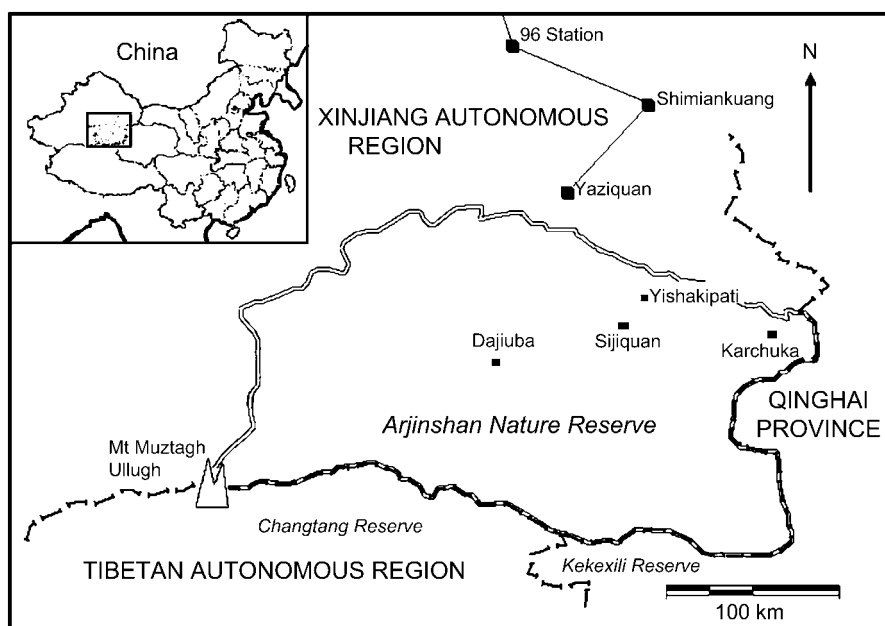 China
96 Station
N
Shimiankuang
XINJIANG AUTONOMOUS
REGION
Yaziquan
Yishakipati
Dajiuba
Sijiquan
Karchuka
QINGHAI
PROVINCE
Arjinshan Nature Reserve
Mt Muztagh
Ullugh
Changtang Reserve
Kekexili Reserve
TIBETAN AUTONOMOUS REGION
100 km